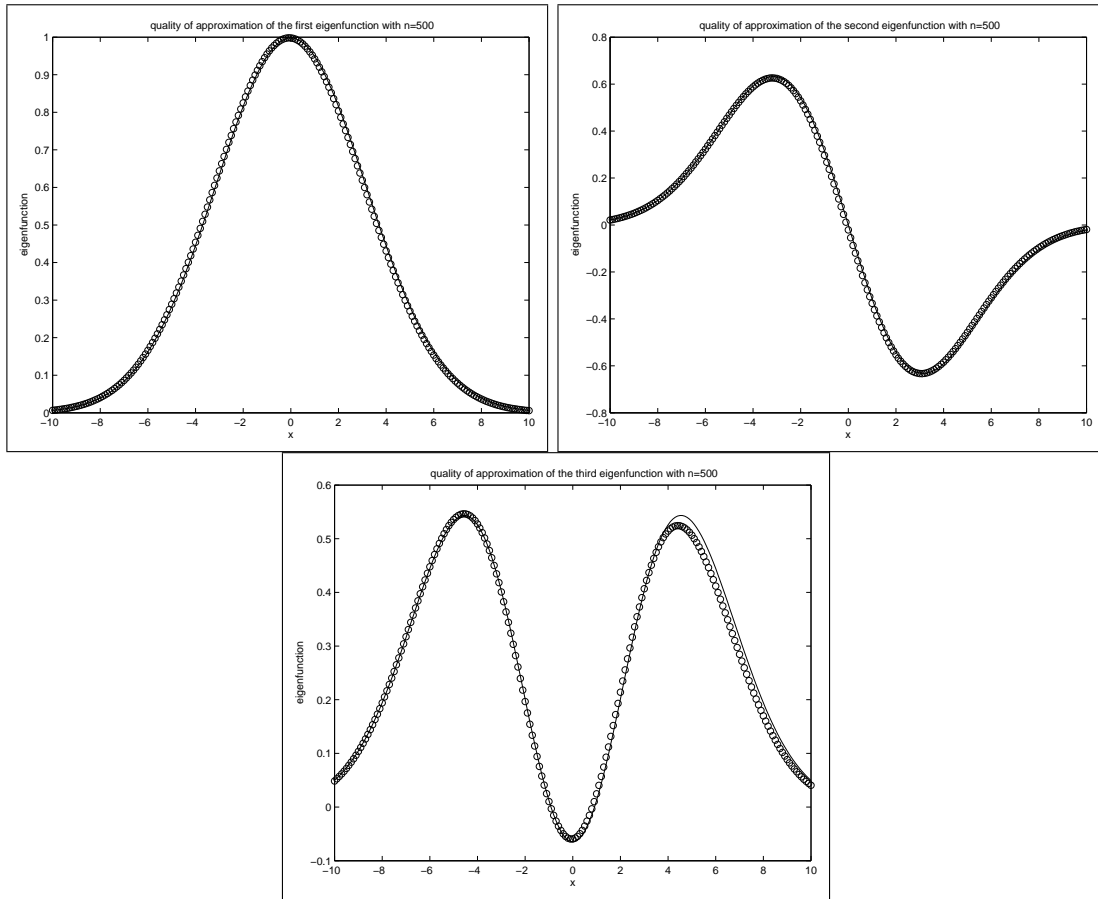 quality of approximation of the first eigenfunction with n=500
1
0.9
0.8
0.7
0.6
0.5
0.4
0.3
0.2
0.1
0
eigenfunction
−10 −8 −6 −4 −2 0 2 4 6 8 10
x
quality of approximation of the second eigenfunction with n=500
0.8
0.6
0.4
0.2
0
−0.2
−0.4
−0.6
−0.8
eigenfunction
−10 −8 −6 −4 −2 0 2 4 6 8 10
x
quality of approximation of the third eigenfunction with n=500
0.6
0.5
0.4
0.3
0.2
0.1
0
−0.1
eigenfunction
−10 −8 −6 −4 −2 0 2 4 6 8 10
x